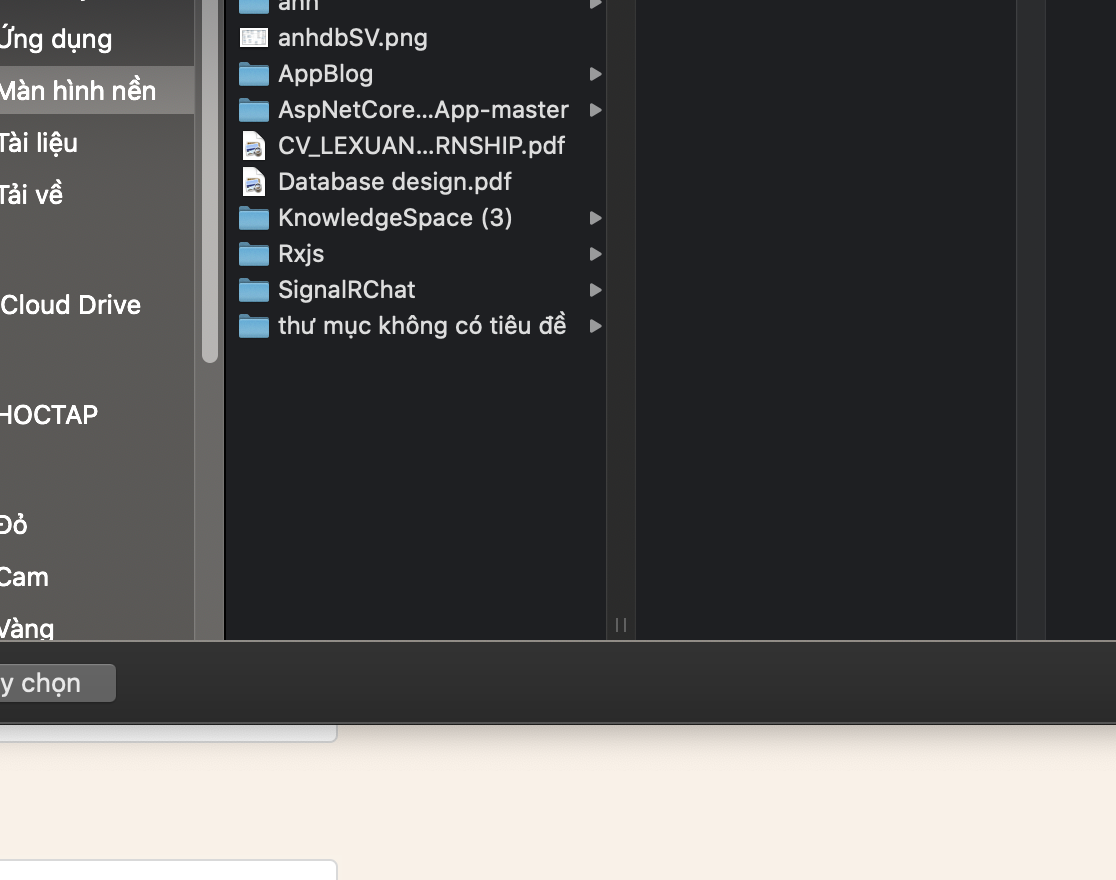 Ứng dụng
Màn hình nền
Tài liệu
Tải về
Cloud Drive
HOCTAP
Đỏ
Cam
Vàng
anh
anhdbSV.png
AppBlog
AspNetCore...App-master
CV_LEXUAN...RNSHIP.pdf
Database design.pdf
KnowledgeSpace (3)
Rxjs
SignalRChat
thư mục không có tiêu đề
y chọn